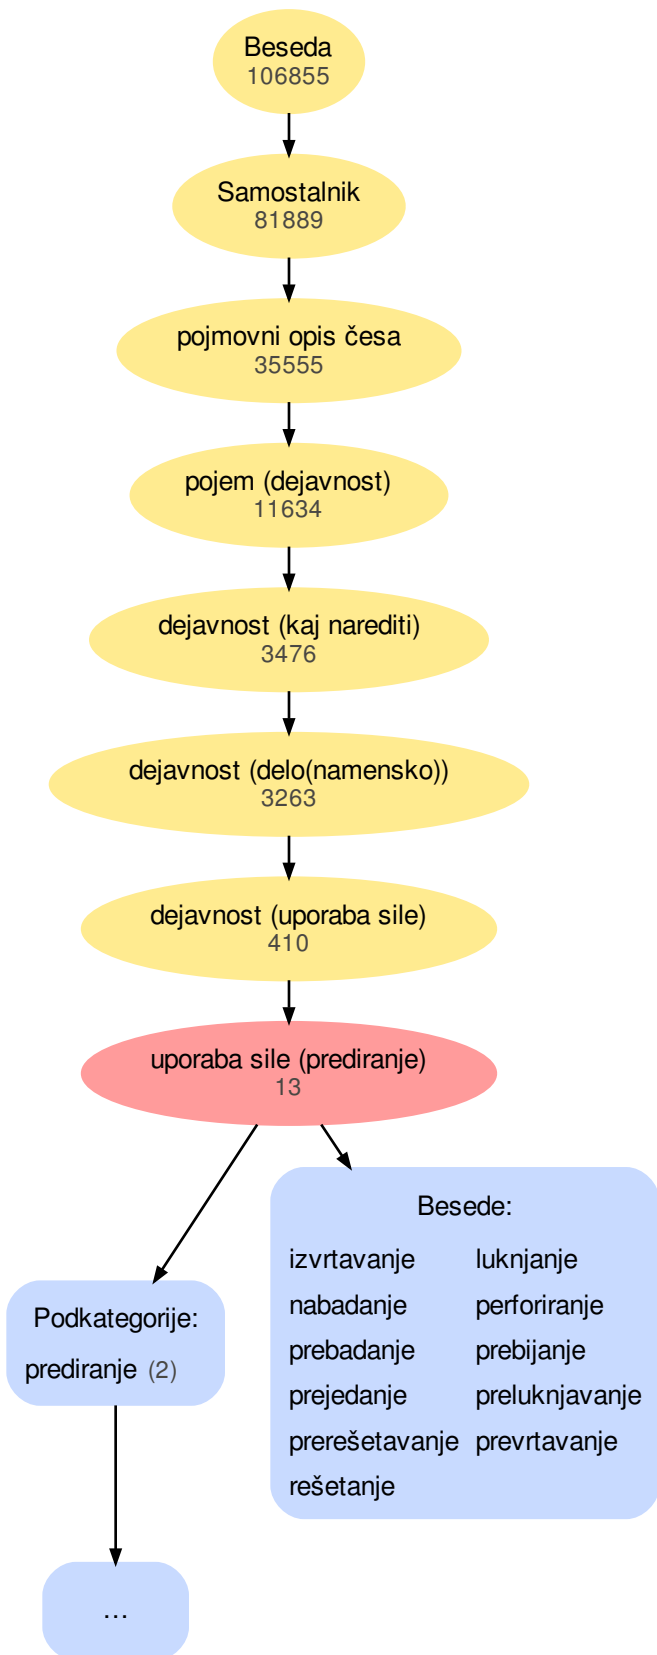 Beseda
106855
Samostalnik
81889
pojmovni opis česa
35555
pojem (dejavnost)
11634
dejavnost (kaj narediti)
3476
dejavnost (delo(namensko))
3263
dejavnost (uporaba sile)
410
uporaba sile (prediranje)
13
Besede:
izvrtavanje luknjanje
nabadanje perforiranje
prebadanje prebijanje
prejedanje preluknjavanje
prerešetavanje prevrtavanje
rešetanje
Podkategorije:
prediranje (2)
...